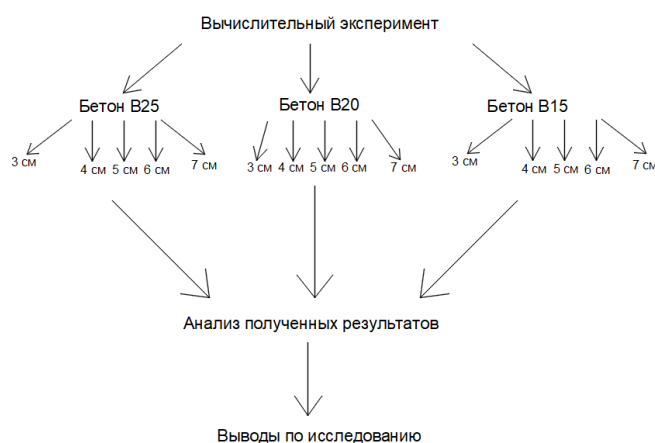 Вычислительный эксперимент
Бетон В25 Бетон В20 Бетон В15
3 см 4 см 5 см 6 см 7 см 3 см 4 см 5 см 6 см 7 см 3 см 4 см 5 см 6 см 7 см
Анализ полученных результатов
Выводы по исследованию